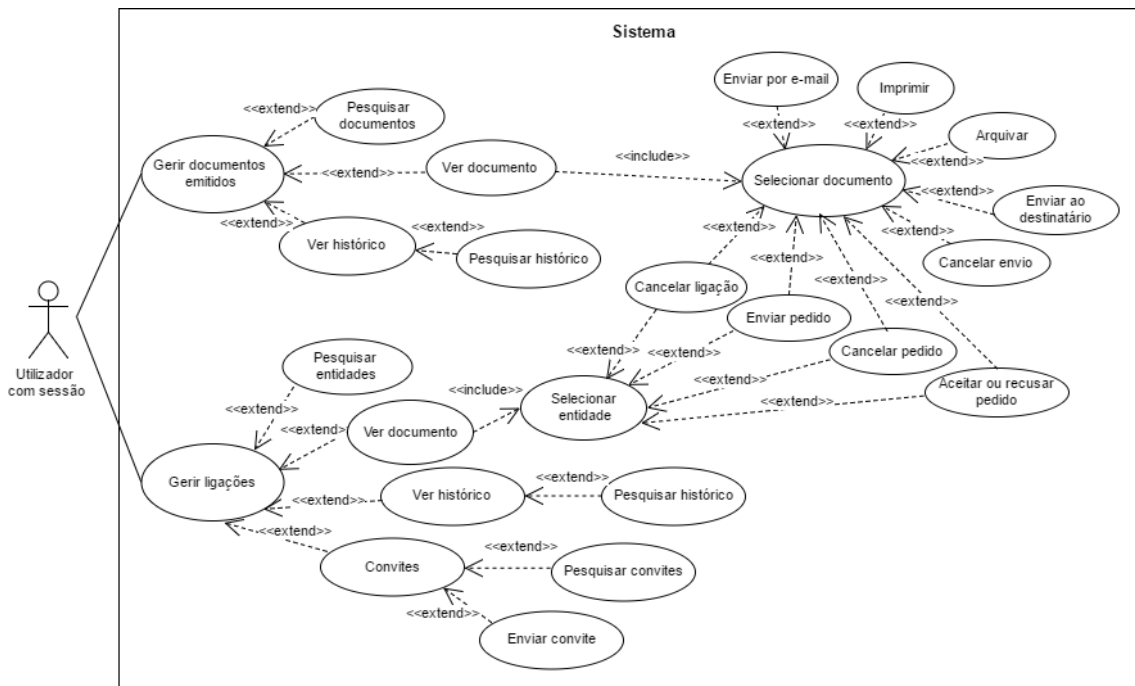 Sistema
Enviar por e-mail
Imprimir
<<extend>>
Pesquisar
documentos
<<extend>>
<<extend>>
Arquivar
<<extend>>
Gerir documentos
emitidos
<<extend>>
Ver documento
<<include>>
Selecionar documento
<<extend>>
Enviar ao
destinatário
<<extend>>
Ver histórico
<<extend>>
Pesquisar histórico
<<extend>>
<<extend>>
<<extend>>
Cancelar envio
Cancelar ligação
<<extend>>
<<extend>>
Enviar pedido
Utilizador
com sessão
Pesquisar
entidades
<<extend>>
<<extend>>
Cancelar pedido
<<include>>
Selecionar
entidade
<<extend>>
Aceitar ou recusar
pedido
<<extend>>
<<extend>>
<<extend>>
Ver documento
Gerir ligações
<<extend>>
Ver histórico
<<extend>>
Pesquisar histórico
<<extend>>
Convites
<<extend>>
Pesquisar convites
<<extend>>
Enviar convite